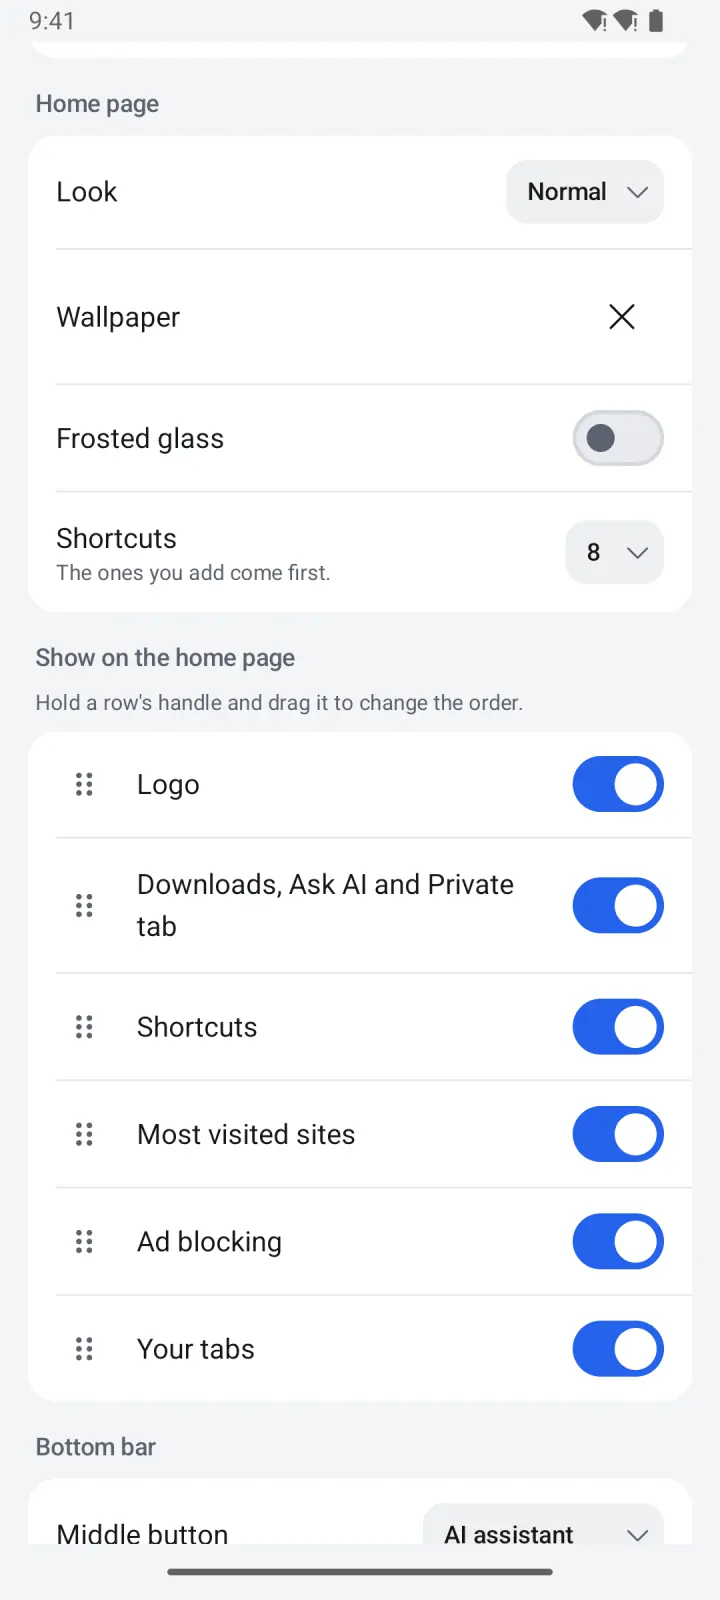 9:41
Home page
Look
Normal
Wallpaper
Frosted glass
Shortcuts
8
The ones you add come first.
Show on the home page
Hold a row's handle and drag it to change the order.
Logo
Downloads, Ask AI and Private
tab
Shortcuts
Most visited sites
Ad blocking
Your tabs
Bottom bar
Middle button
AI assistant